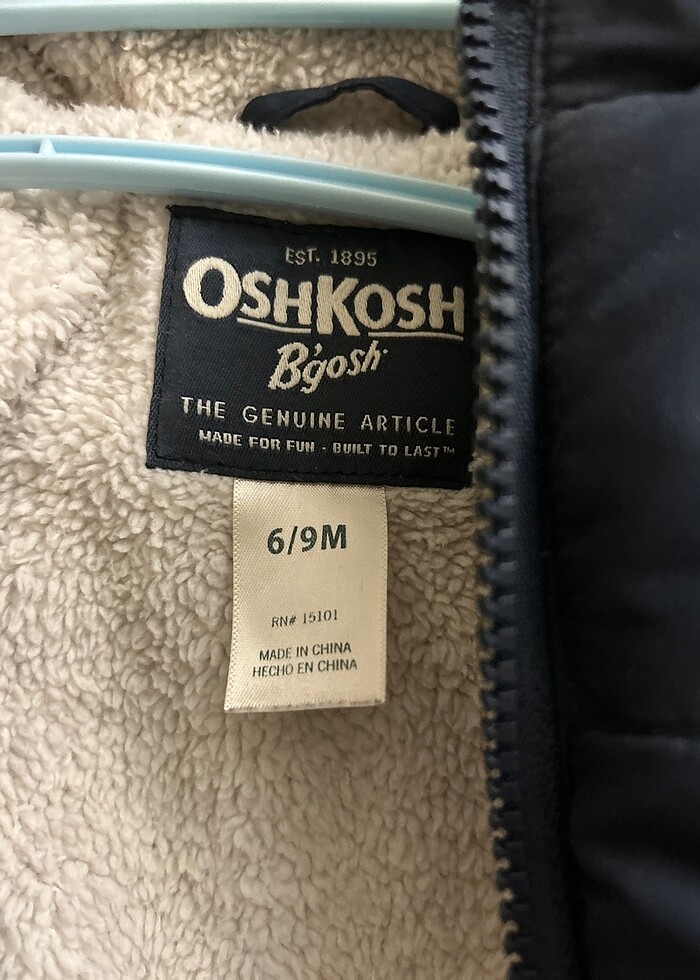 EST. 1895
OSHKOSH
B'gosh
THE GENUINE ARTICLE
MADE FOR FUN - BUILT TO LAST™
6/9M
RN# 15101
MADE IN CHINA
HECHO EN CHINA